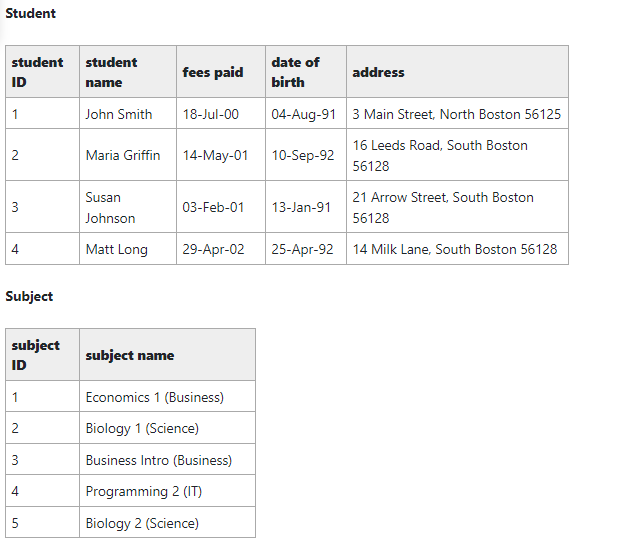 Student
student ID student name fees paid date of birth address
1 John Smith 18-Jul-00 04-Aug-91 3 Main Street, North Boston 56125
2 Maria Griffin 14-May-01 10-Sep-92 16 Leeds Road, South Boston 56128
3 Susan Johnson 03-Feb-01 13-Jan-91 21 Arrow Street, South Boston 56128
4 Matt Long 29-Apr-02 25-Apr-92 14 Milk Lane, South Boston 56128
Subject
subject ID subject name
1 Economics 1 (Business)
2 Biology 1 (Science)
3 Business Intro (Business)
4 Programming 2 (IT)
5 Biology 2 (Science)